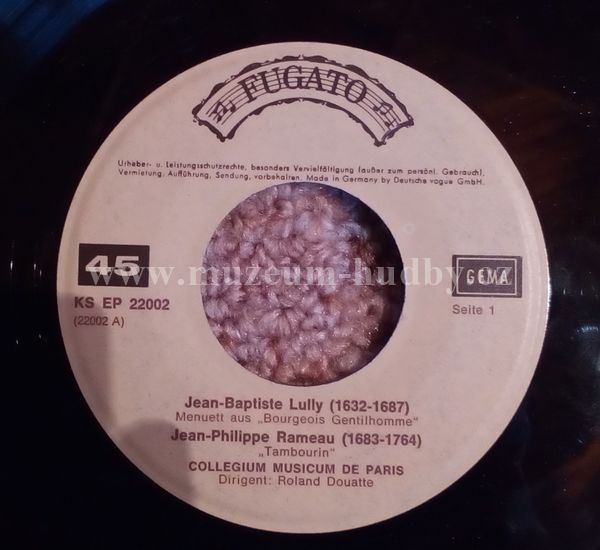 FUGATO
Urheber- u. Leistungsschutzrechte, besonders Vervielfältigung (außer zum persönl. Gebrauch),
Vermietung, Aufführung, Sendung, vorbehalten. Made in Germany by Deutsche vogue GmbH.
www.muzeum-hudby.
45
GEMA
KS EP 22002
Seite 1
(22002 A)
Jean-Baptiste Lully (1632-1687)
Menuett aus „Bourgeois Gentilhomme“
Jean-Philippe Rameau (1683-1764)
„Tambourin“
COLLEGIUM MUSICUM DE PARIS
Dirigent: Roland Douatte